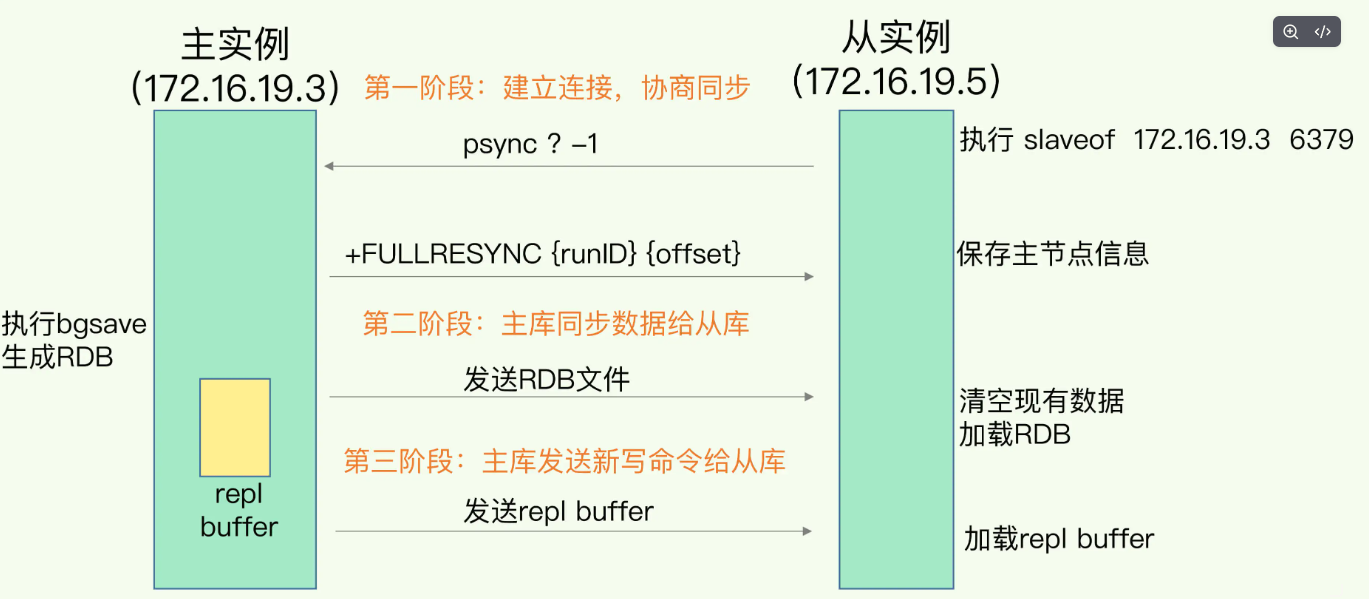 主实例
(172.16.19.3)
从实例
(172.16.19.5)
第一阶段：建立连接，协商同步
psync ? -1
执行 slaveof 172.16.19.3 6379
+FULLRESYNC {runID} {offset}
保存主节点信息
执行bgsave
生成RDB
第二阶段：主库同步数据给从库
发送RDB文件
清空现有数据
加载RDB
第三阶段：主库发送新写命令给从库
repl
buffer
发送repl buffer
加载repl buffer